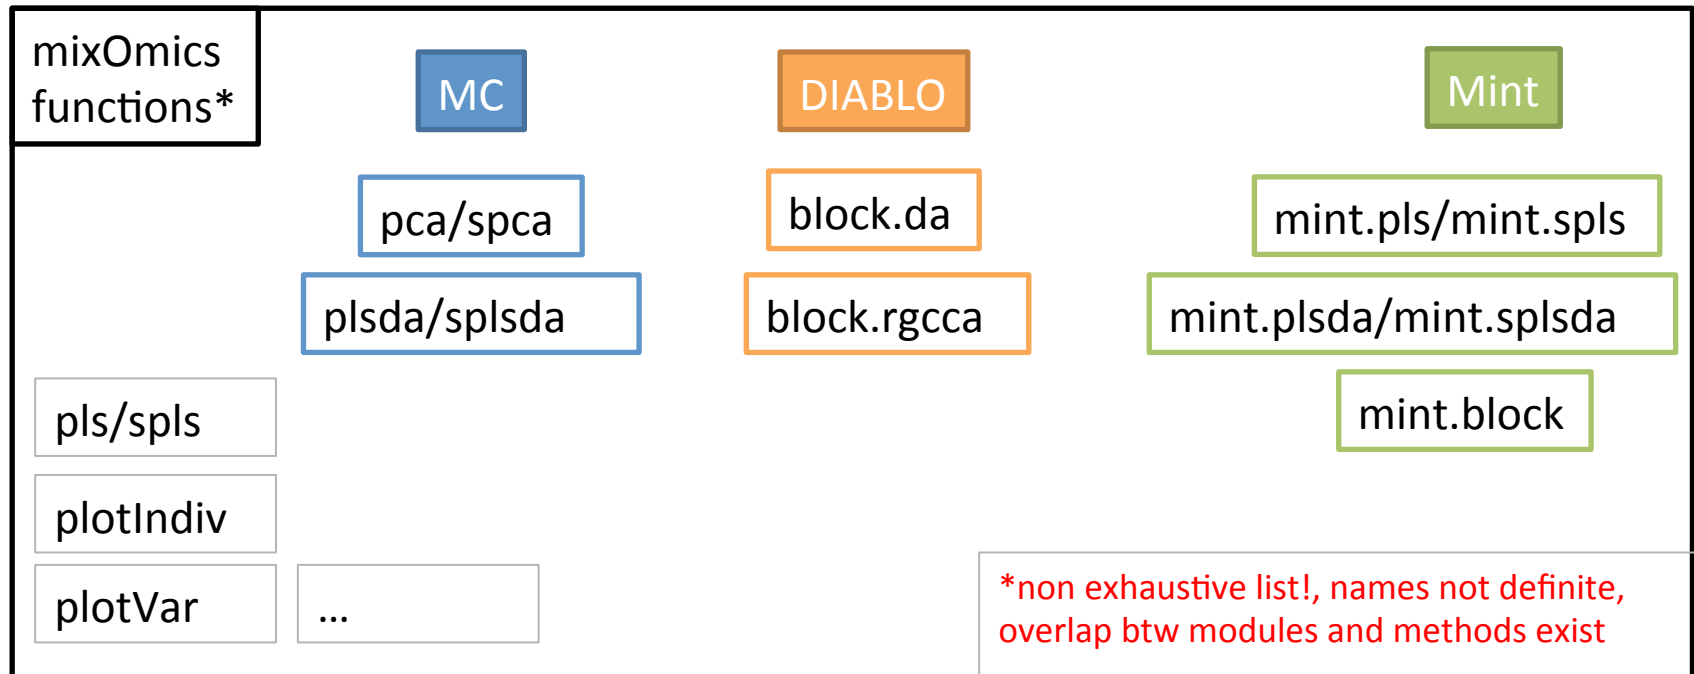 mixOmics
functions*
MC
DIABLO
Mint
pca/spca
block.da
mint.pls/mint.spls
plsda/splsda
block.rgcca
mint.plsda/mint.splsda
pls/spls
mint.block
plotIndiv
plotVar
...
*non exhaustive list!, names not definite,
overlap btw modules and methods exist